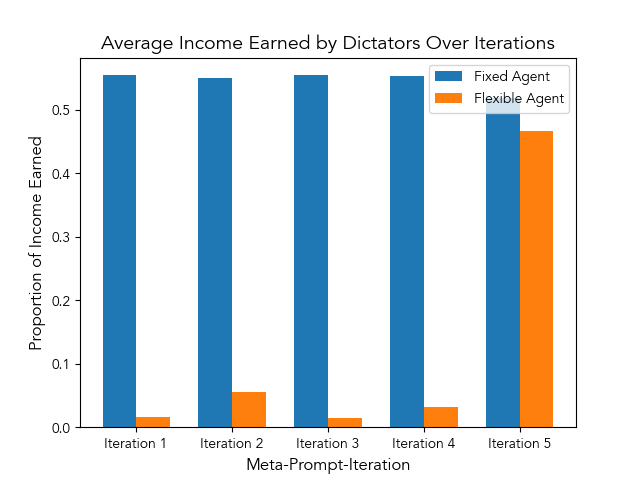 Average Income Earned by Dictators Over Iterations
Fixed Agent
Flexible Agent
Proportion of Income Earned
0.5
0.4
0.3
0.2
0.1
0.0
Iteration 1
Iteration 2
Iteration 3
Iteration 4
Iteration 5
Meta-Prompt-Iteration